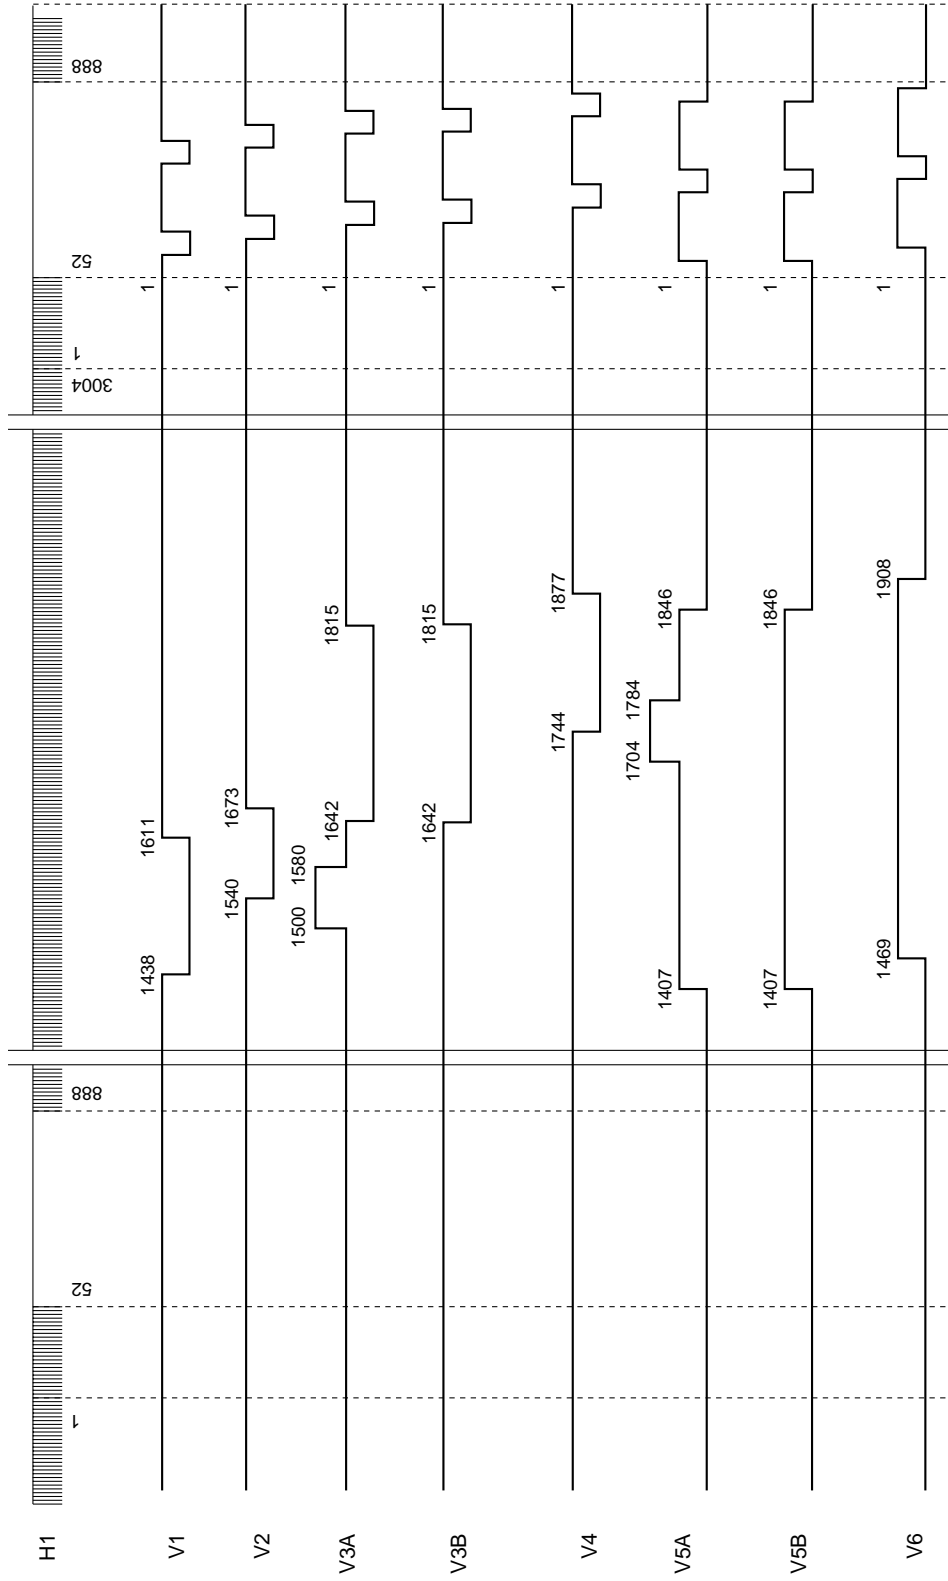 H1
1 52 888 3004 1 52 888
V1 1438 1611 1
V2 1540 1673 1
V3A 1500 1580 1642 1815 1
V3B 1642 1815 1
V4 1744 1877 1
V5A 1407 1704 1784 1846 1
V5B 1407 1846 1
V6 1469 1908 1